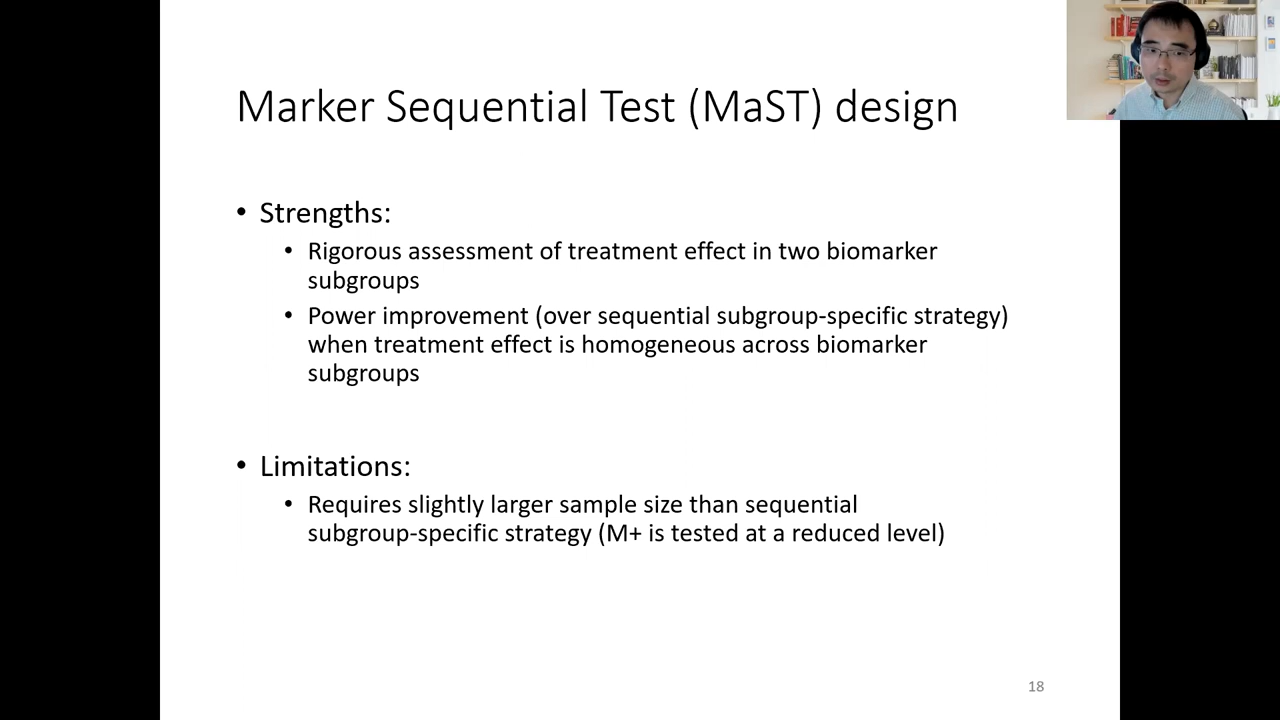 Marker Sequential Test (MaST) design
• Strengths:
• Rigorous assessment of treatment effect in two biomarker
subgroups
• Power improvement (over sequential subgroup-specific strategy)
when treatment effect is homogeneous across biomarker
subgroups
• Limitations:
• Requires slightly larger sample size than sequential
subgroup-specific strategy (M+ is tested at a reduced level)
18